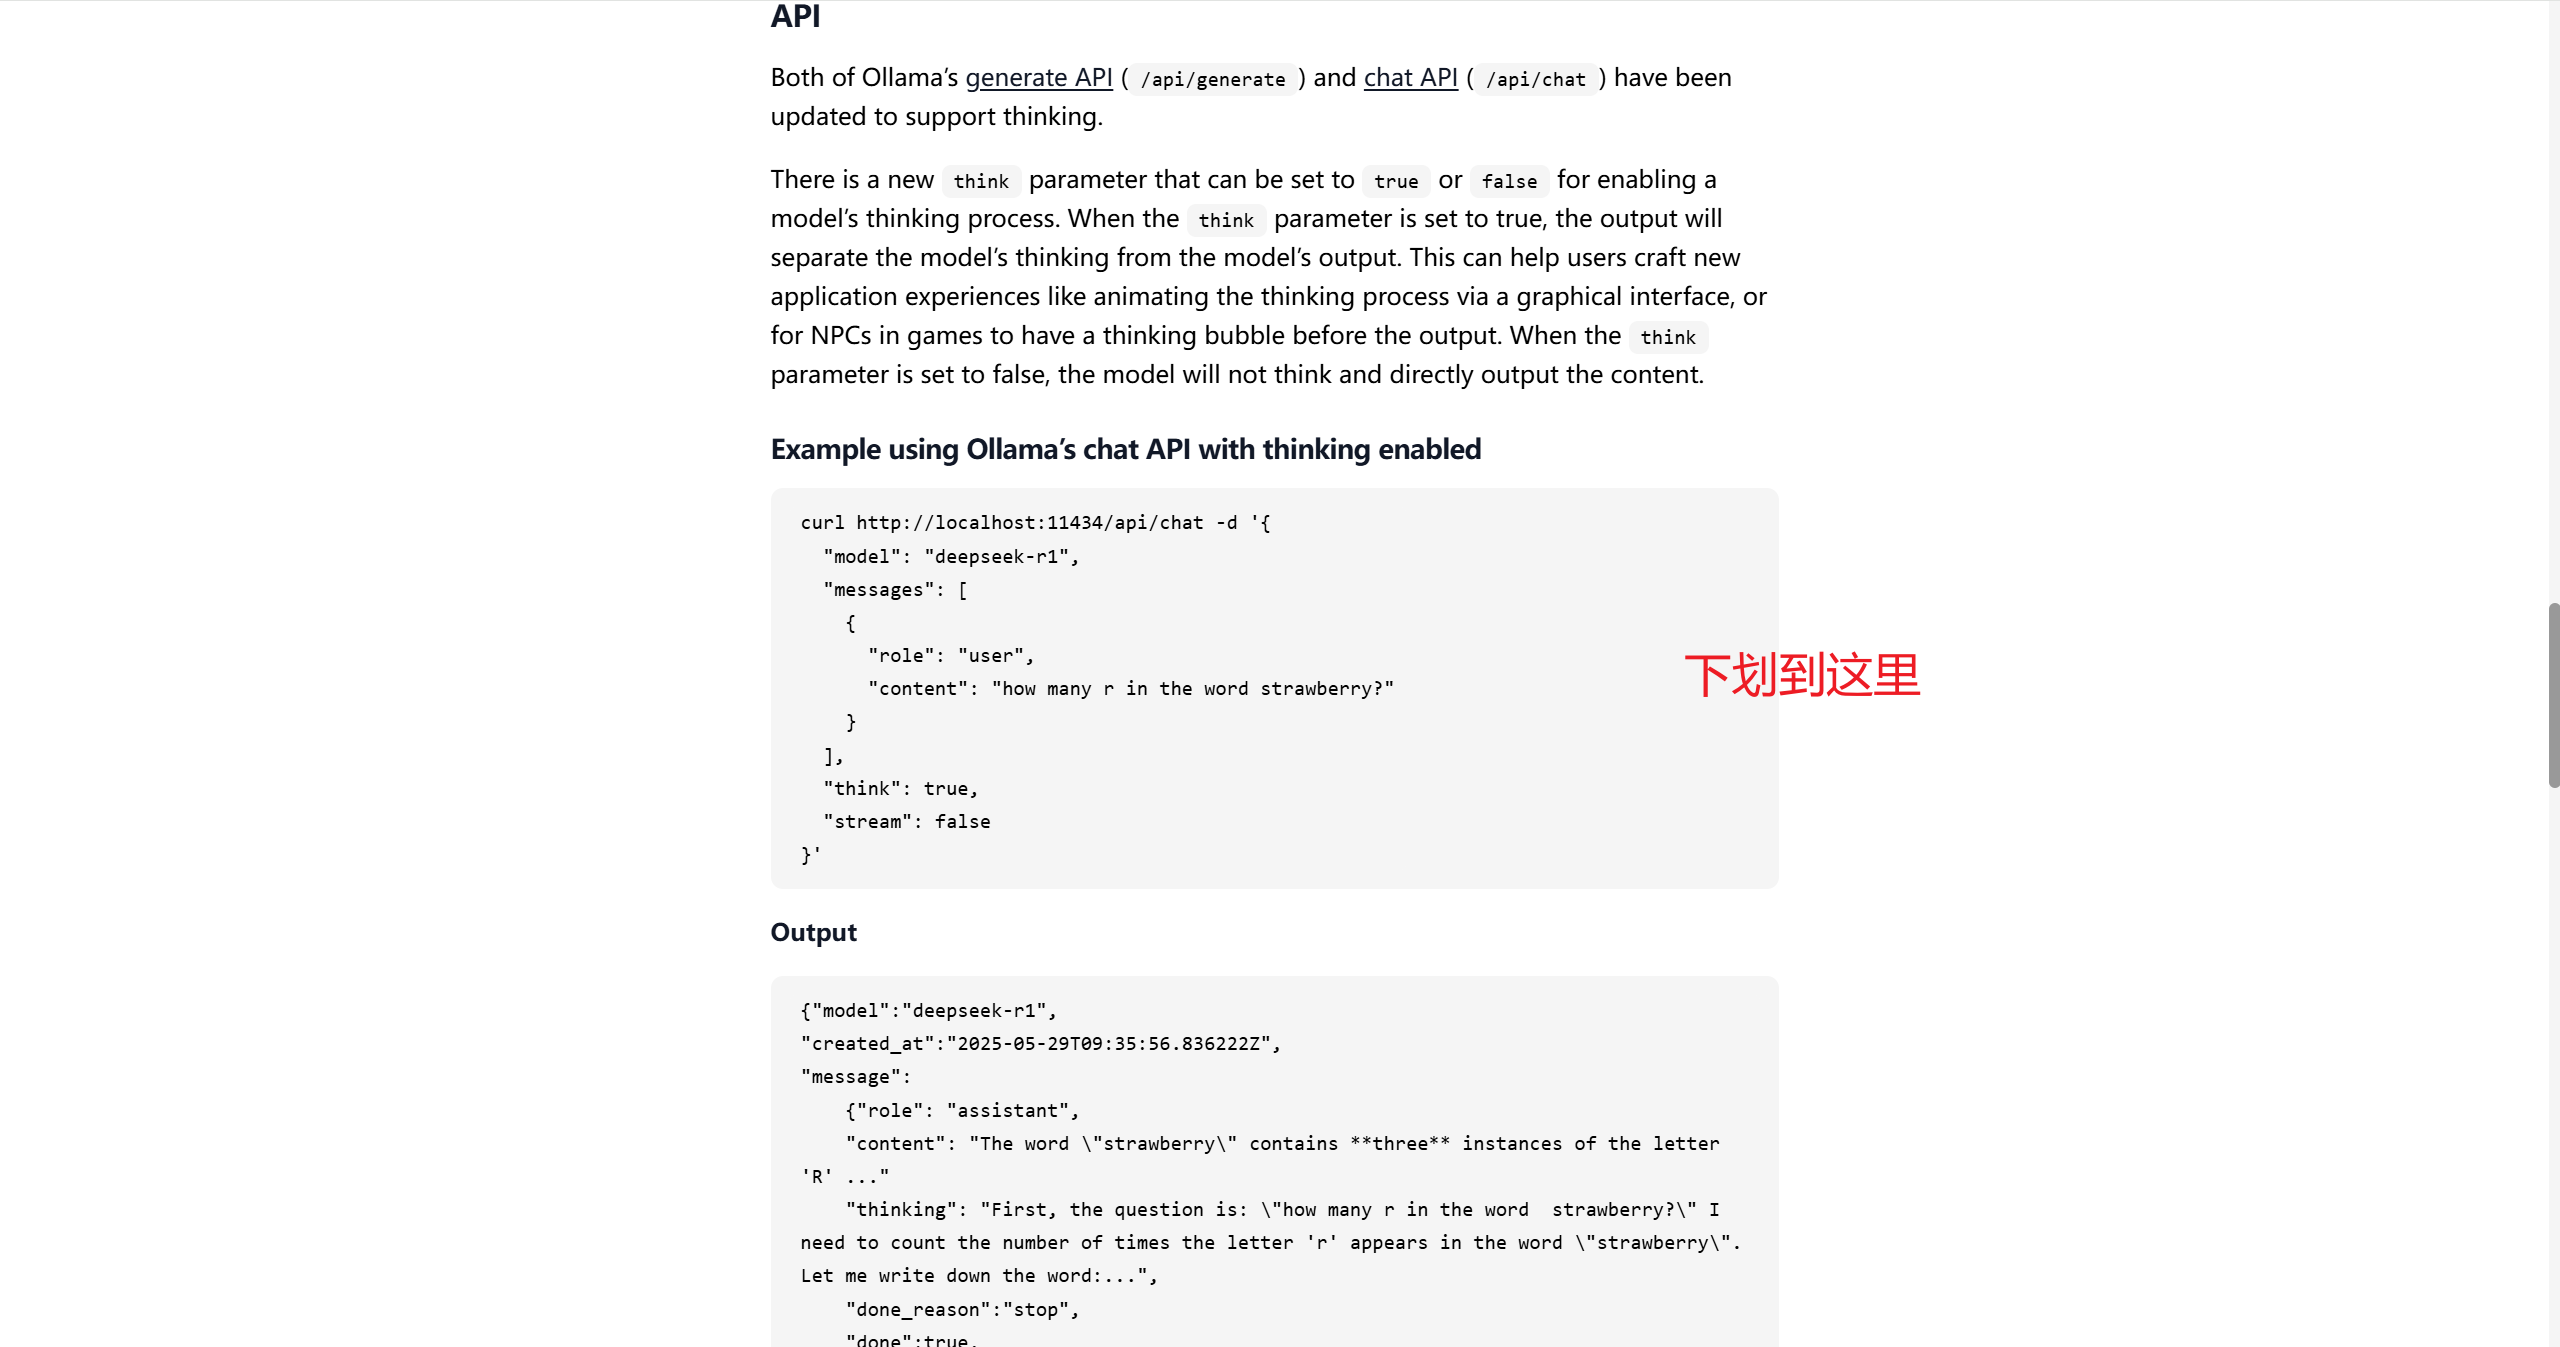 API
Both of Ollama’s generate API ( /api/generate ) and chat API ( /api/chat ) have been
updated to support thinking.
There is a new think parameter that can be set to true or false for enabling a
model’s thinking process. When the think parameter is set to true, the output will
separate the model’s thinking from the model’s output. This can help users craft new
application experiences like animating the thinking process via a graphical interface, or
for NPCs in games to have a thinking bubble before the output. When the think
parameter is set to false, the model will not think and directly output the content.
Example using Ollama’s chat API with thinking enabled
curl http://localhost:11434/api/chat -d '{
  "model": "deepseek-r1",
  "messages": [
    {
      "role": "user",
      "content": "how many r in the word strawberry?"
    }
  ],
  "think": true,
  "stream": false
}'
下划到这里
Output
{"model":"deepseek-r1",
"created_at":"2025-05-29T09:35:56.836222Z",
"message":
    {"role": "assistant",
    "content": "The word \"strawberry\" contains **three** instances of the letter
'R' ..."
    "thinking": "First, the question is: \"how many r in the word  strawberry?\" I
need to count the number of times the letter 'r' appears in the word \"strawberry\".
Let me write down the word:...",
    "done_reason":"stop",
    "done":true,